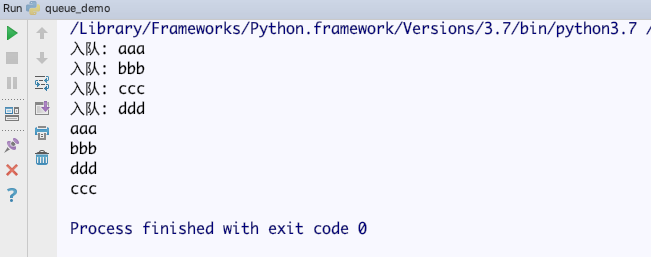 Run queue_demo
/Library/Frameworks/Python.framework/Versions/3.7/bin/python3.7 /
入队: aaa
入队: bbb
入队: ccc
入队: ddd
aaa
bbb
ddd
ccc
Process finished with exit code 0